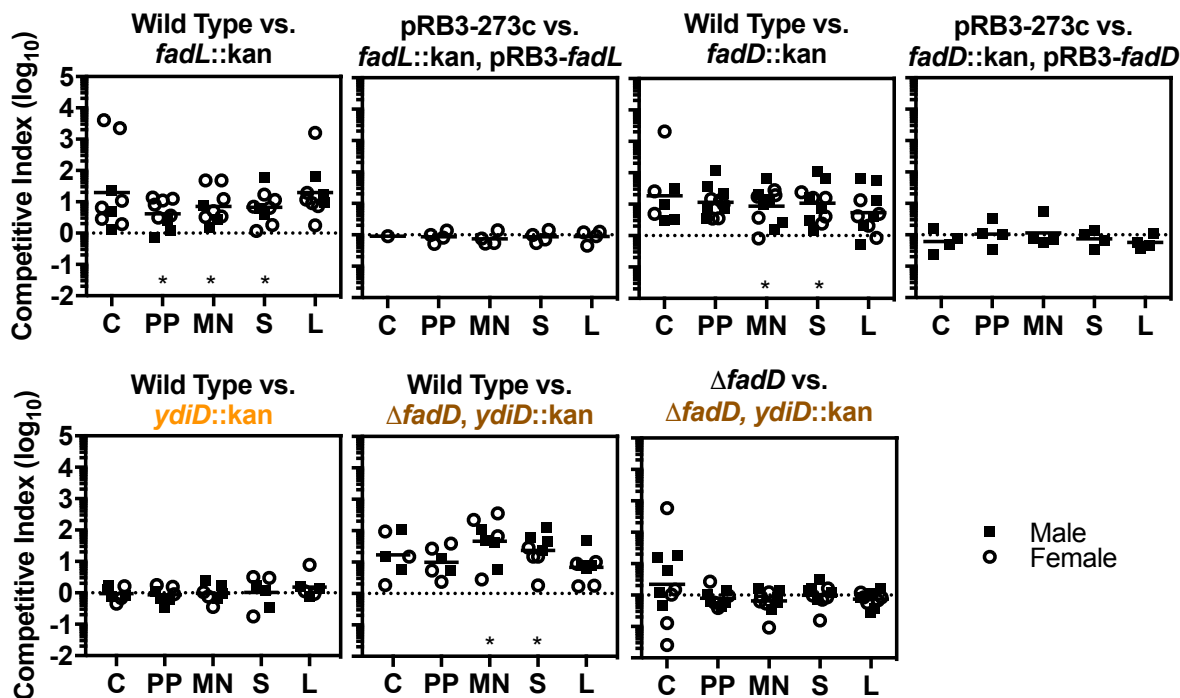 Wild Type vs.
fadL::kan
pRB3-273c vs.
fadL::kan, pRB3-fadL
Wild Type vs.
fadD::kan
pRB3-273c vs.
fadD::kan, pRB3-fadD
Competitive Index (log10)
5
4
3
2
1
0
-1
-2
* * *
* *
C PP MN S L
C PP MN S L
C PP MN S L
C PP MN S L
Wild Type vs.
ydiD::kan
Wild Type vs.
ΔfadD, ydiD::kan
ΔfadD vs.
ΔfadD, ydiD::kan
Competitive Index (log10)
5
4
3
2
1
0
-1
-2
* *
C PP MN S L
C PP MN S L
C PP MN S L
Male
Female